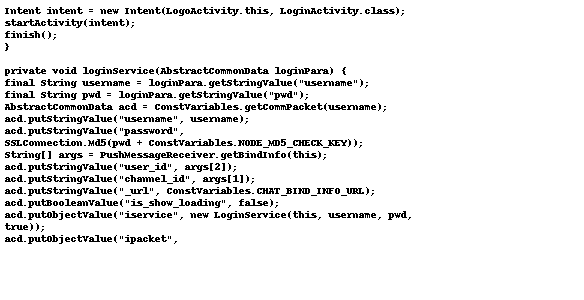 Intent intent = new Intent(LogoActivity.this, LoginActivity.class);
startActivity(intent);
finish();
}

private void loginService(AbstractCommonData loginPara) {
final String username = loginPara.getStringValue("username");
final String pwd = loginPara.getStringValue("pwd");
AbstractCommonData acd = ConstVariables.getCommPacket(username);
acd.putStringValue("username", username);
acd.putStringValue("password",
SSLConnection.Md5(pwd + ConstVariables.NODE_MD5_CHECK_KEY));
String[] args = PushMessageReceiver.getBindInfo(this);
acd.putStringValue("user_id", args[2]);
acd.putStringValue("channel_id", args[1]);
acd.putStringValue("_url", ConstVariables.CHAT_BIND_INFO_URL);
acd.putBooleanValue("is_show_loading", false);
acd.putObjectValue("iservice", new LoginService(this, username, pwd,
true));
acd.putObjectValue("ipacket",